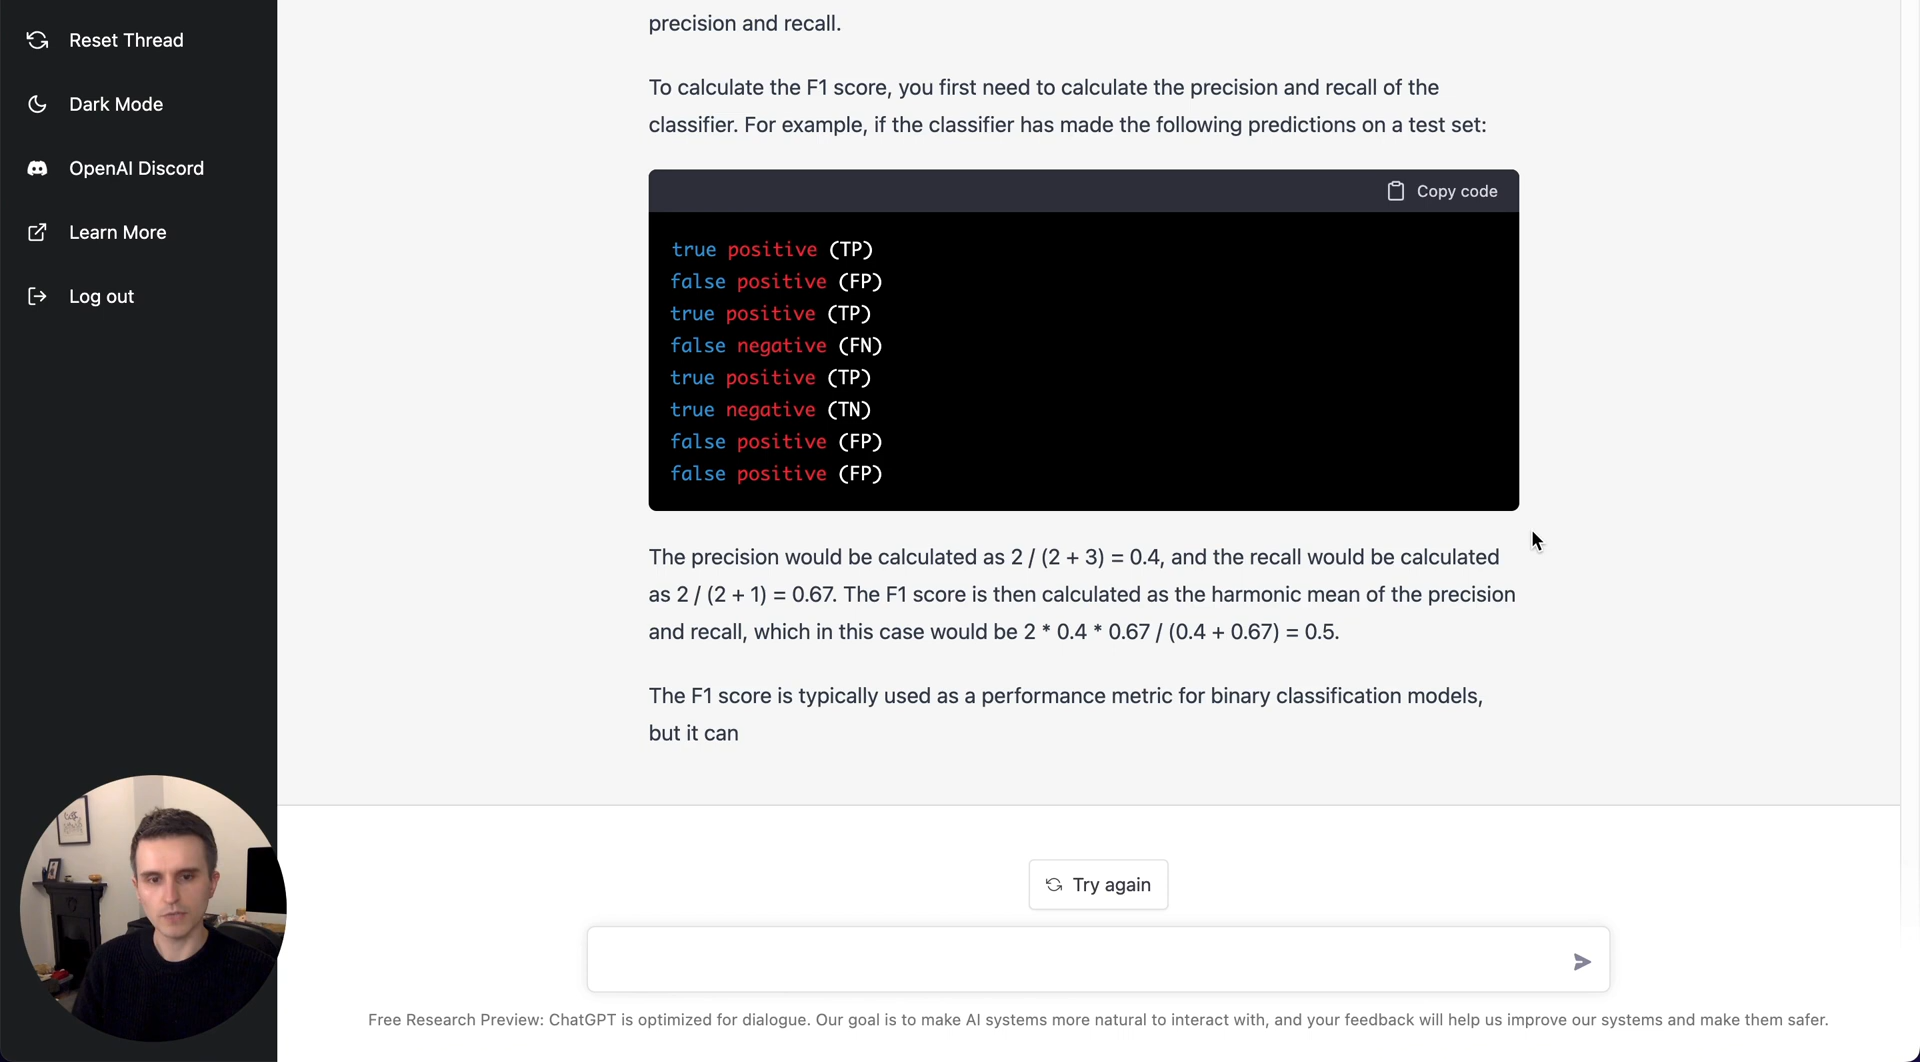 Reset Thread
Dark Mode
OpenAI Discord
Learn More
Log out
precision and recall.
To calculate the F1 score, you first need to calculate the precision and recall of the
classifier. For example, if the classifier has made the following predictions on a test set:
Copy code
true positive (TP)
false positive (FP)
true positive (TP)
false negative (FN)
true positive (TP)
true negative (TN)
false positive (FP)
false positive (FP)
The precision would be calculated as 2 / (2 + 3) = 0.4, and the recall would be calculated
as 2 / (2 + 1) = 0.67. The F1 score is then calculated as the harmonic mean of the precision
and recall, which in this case would be 2 * 0.4 * 0.67 / (0.4 + 0.67) = 0.5.
The F1 score is typically used as a performance metric for binary classification models,
but it can
Try again
Free Research Preview: ChatGPT is optimized for dialogue. Our goal is to make AI systems more natural to interact with, and your feedback will help us improve our systems and make them safer.